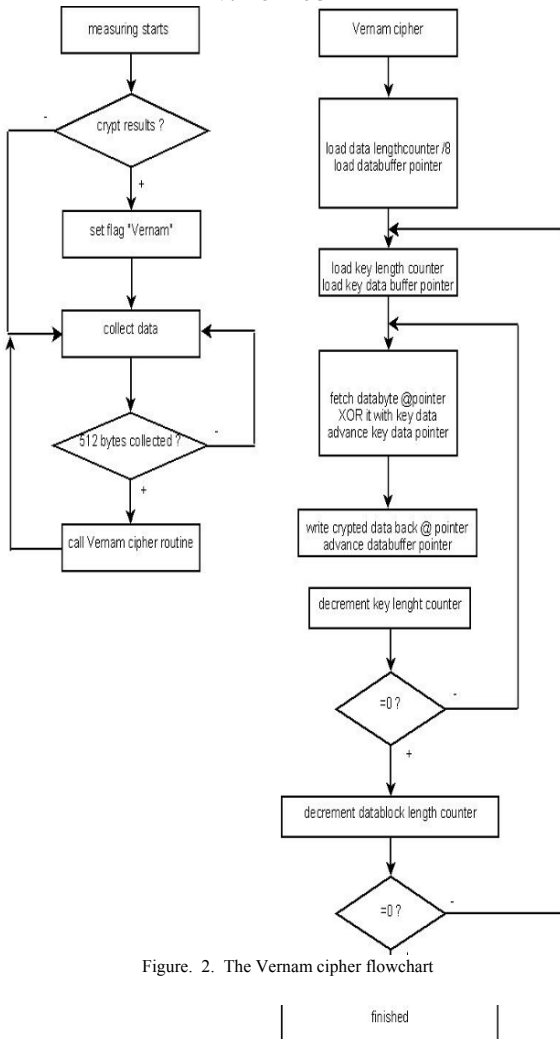 measuring starts
crypt results ?
-
+
set flag "Vernam"
collect data
512 bytes collected ?
-
+
call Vernam cipher routine
Vernam cipher
load data lengthcounter /8
load databuffer pointer
load key length counter
load key data buffer pointer
fetch databyte @pointer
XOR it with key data
advance key data pointer
write crypted data back @ pointer
advance databuffer pointer
decrement key lenght counter
=0 ?
-
+
decrement datablock length counter
=0 ?
-
Figure. 2. The Vernam cipher flowchart
finished